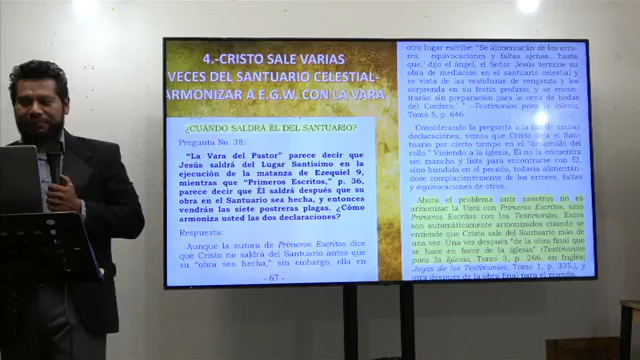 4.-CRISTO SALE VARIAS
VECES DEL SANTUARIO CELESTIAL-
ARMONIZAR A E.G.W. CON LA VARA
¿CUÁNDO SALDRÁ ÉL DEL SANTUARIO?
Pregunta No. 38:
"La Vara del Pastor" parece decir que
Jesús saldrá del Lugar Santísimo en la
ejecución de la matanza de Ezequiel 9,
mientras que "Primeros Escritos," p. 36,
parece decir que Él saldrá después que su
obra en el Santuario sea hecha, y entonces
vendrán las siete postreras plagas. ¿Cómo
armoniza usted las dos declaraciones?
Respuesta:
Aunque la autora de Primeros Escritos dice
que Cristo no saldrá del Santuario antes que
su "obra sea hecha," sin embargo, ella en
- 67 -
otro lugar escribe: "Se alimentarán de los erro-
res, equivocaciones y faltas ajenas, 'hasta
que,' dijo el ángel, 'el Señor Jesús termine su
obra de mediación en el santuario celestial y
se vista de las vestiduras de venganza y los
sorprenda en su festín profano; y se encon-
trarán sin preparación para la cena de bodas
del Cordero.' "-Testimonios para la Iglesia,
Tomo 5, p. 646.
Considerando la pregunta a la luz de ambas
declaraciones, vemos que Cristo deja el San-
tuario por cierto tiempo en el "desarrollo
del rollo." Viniendo a la iglesia, Él no la encuentra
sin mancha y lista para encontrarse con Él,
sino hundida en el pecado, todavía alimentán-
dose complacientemente de los errores, faltas
y equivocaciones de otros.
Ahora el problema ante nosotros no es
armonizar la Vara con Primeros Escritos, sino
Primeros Escritos con los Testimonios. Estos
son automáticamente armonizados cuando se
entiende que Cristo sale del Santuario más de
una vez. Una vez después "de la obra final que
se hace en favor de la iglesia" (Testimonios
para la Iglesia, Tomo 3, p. 266, en Inglés;
Joyas de los Testimonios, Tomo 1, p. 335,) y
otra después de la obra final para el mundo.